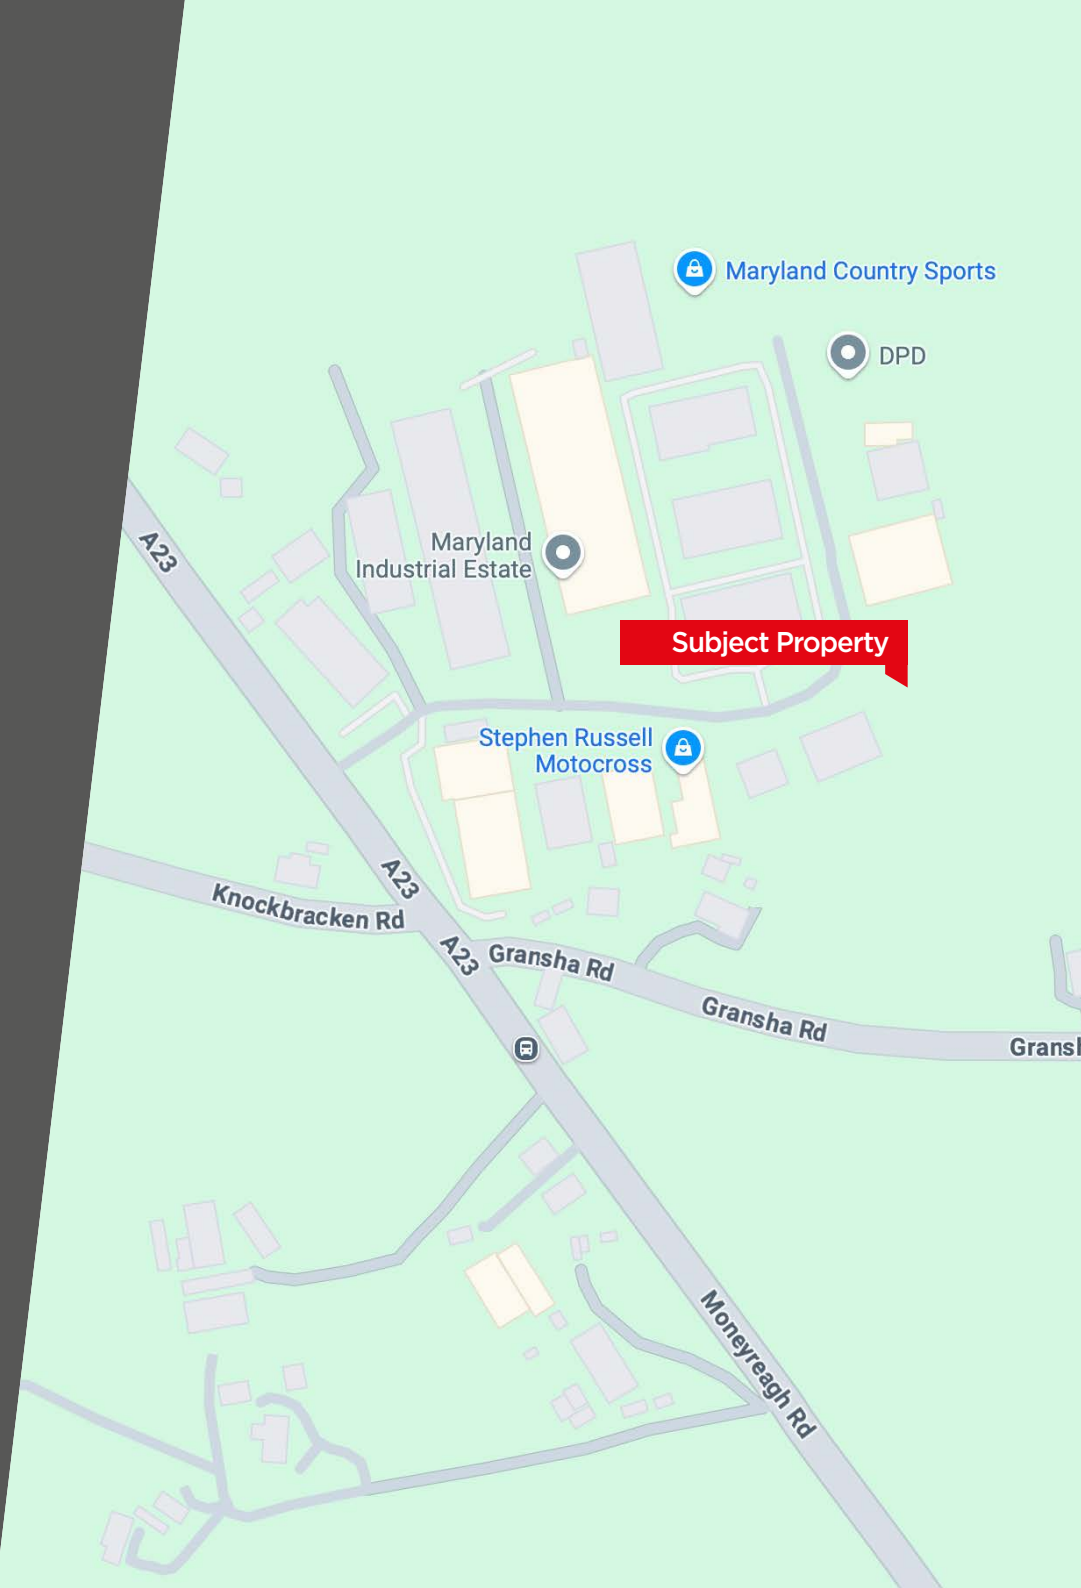 Maryland Country Sports
DPD
A23
Maryland
Industrial Estate
Subject Property
Stephen Russell
Motocross
A23
Knockbracken Rd
A23
Gransha Rd
Gransha Rd
Gransh
Moneyreagh Rd